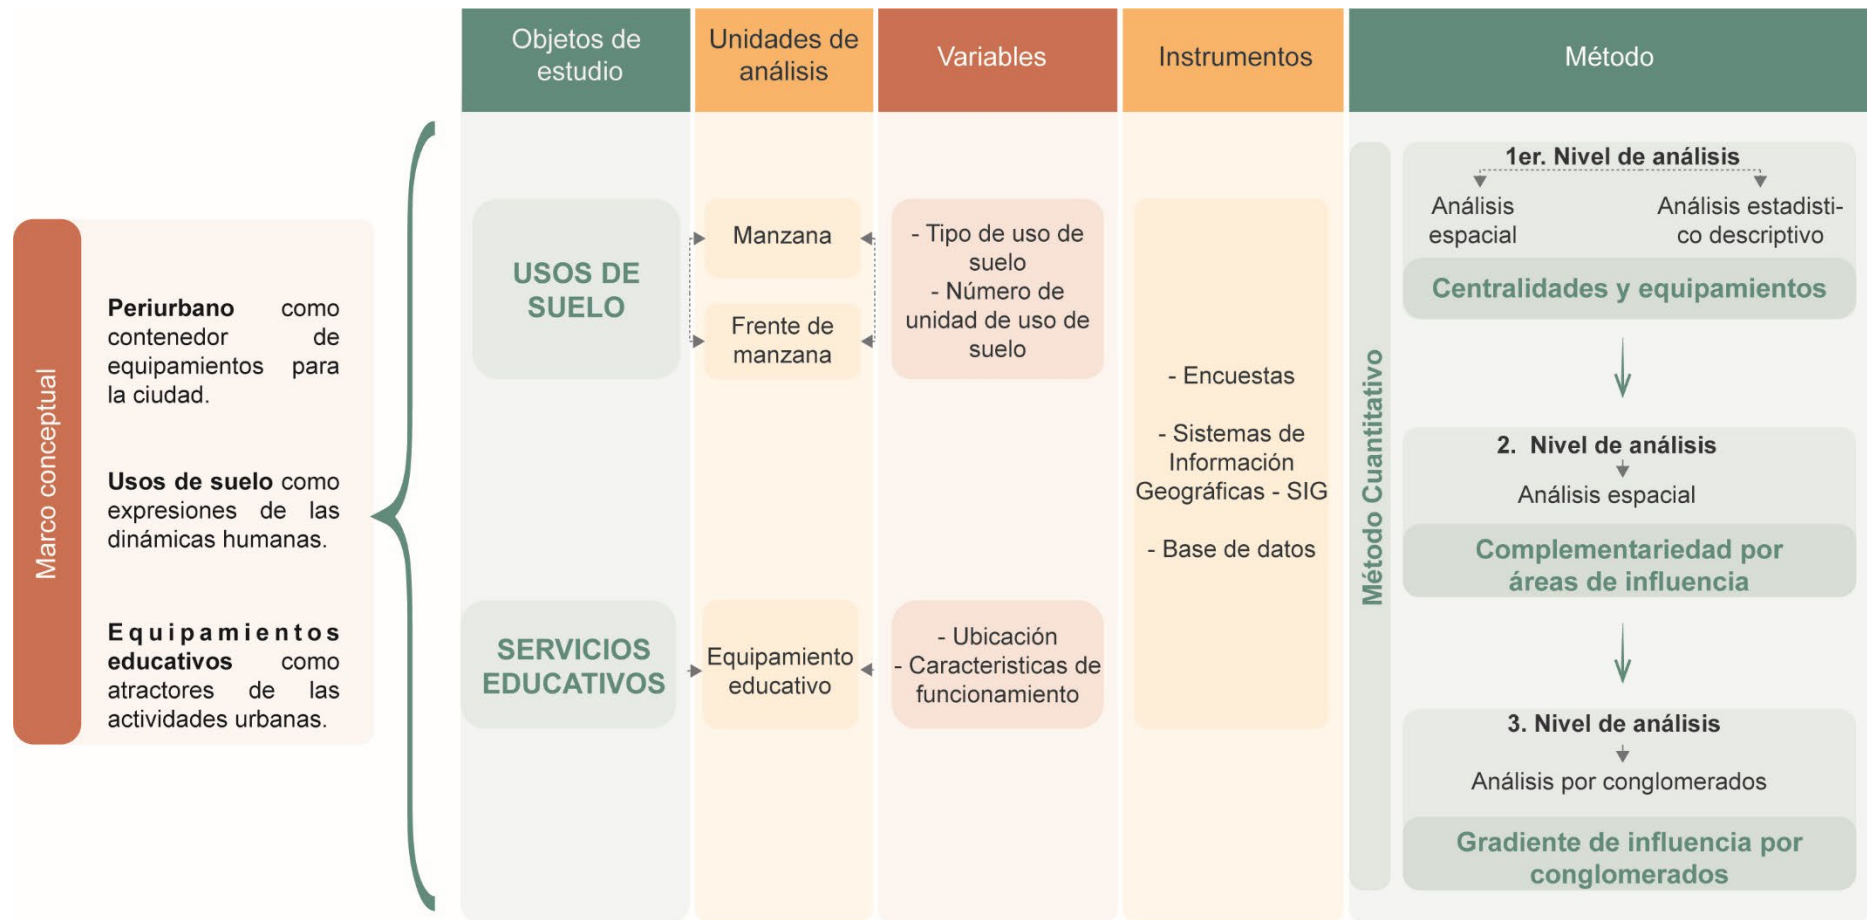 Objetos de
estudio
Unidades de
análisis
Variables
Instrumentos
Método
Marco conceptual
Periurbano como
contenedor de
equipamientos para
la ciudad.
Usos de suelo como
expresiones de las
dinámicas humanas.
Equipamientos
educativos como
atractores de las
actividades urbanas.
USOS DE
SUELO
Manzana
Frente de
manzana
- Tipo de uso de
suelo
- Número de
unidad de uso de
suelo
SERVICIOS
EDUCATIVOS
Equipamiento
educativo
- Ubicación
- Caracteristicas de
funcionamiento
- Encuestas
- Sistemas de
Información
Geográficas - SIG
- Base de datos
Método Cuantitativo
1er. Nivel de análisis
Análisis
espacial
Análisis estadisti-
co descriptivo
Centralidades y equipamientos
2. Nivel de análisis
Análisis espacial
Complementariedad por
áreas de influencia
3. Nivel de análisis
Análisis por conglomerados
Gradiente de influencia por
conglomerados